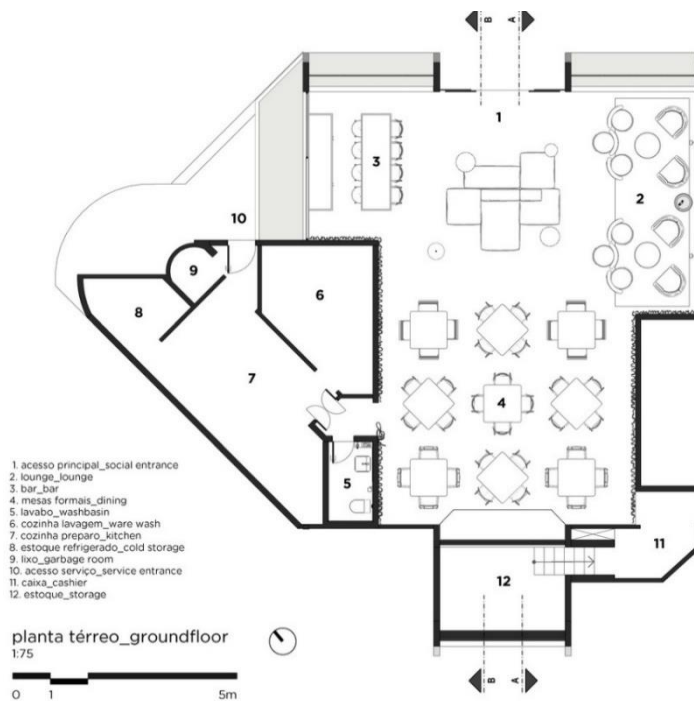 B A
1
3
2
10
9
6
8
7
4
5
11
12
1. acesso principal_social entrance
2. lounge_lounge
3. bar_bar
4. mesas formais_dining
5. lavabo_washbasin
6. cozinha lavagem_ware wash
7. cozinha preparo_kitchen
8. estoque refrigerado_cold storage
9. lixo_garbage room
10. acesso serviço_service entrance
11. caixa_cashier
12. estoque_storage
planta térreo_groundfloor
1:75
0 1 5m
B A